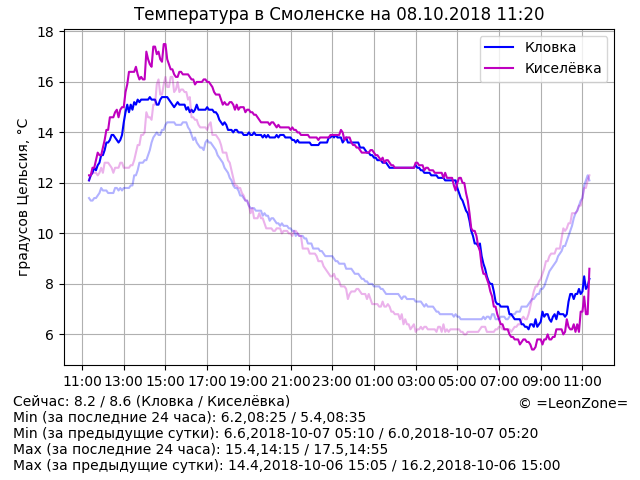 Температура в Смоленске на 08.10.2018 11:20
градусов Цельсия, °C
18
16
14
12
10
8
6
Кловка
Киселёвка
11:00 13:00 15:00 17:00 19:00 21:00 23:00 01:00 03:00 05:00 07:00 09:00 11:00
Сейчас: 8.2 / 8.6 (Кловка / Киселёвка)
© =LeonZone=
Min (за последние 24 часа): 6.2,08:25 / 5.4,08:35
Min (за предыдущие сутки): 6.6,2018-10-07 05:10 / 6.0,2018-10-07 05:20
Max (за последние 24 часа): 15.4,14:15 / 17.5,14:55
Max (за предыдущие сутки): 14.4,2018-10-06 15:05 / 16.2,2018-10-06 15:00